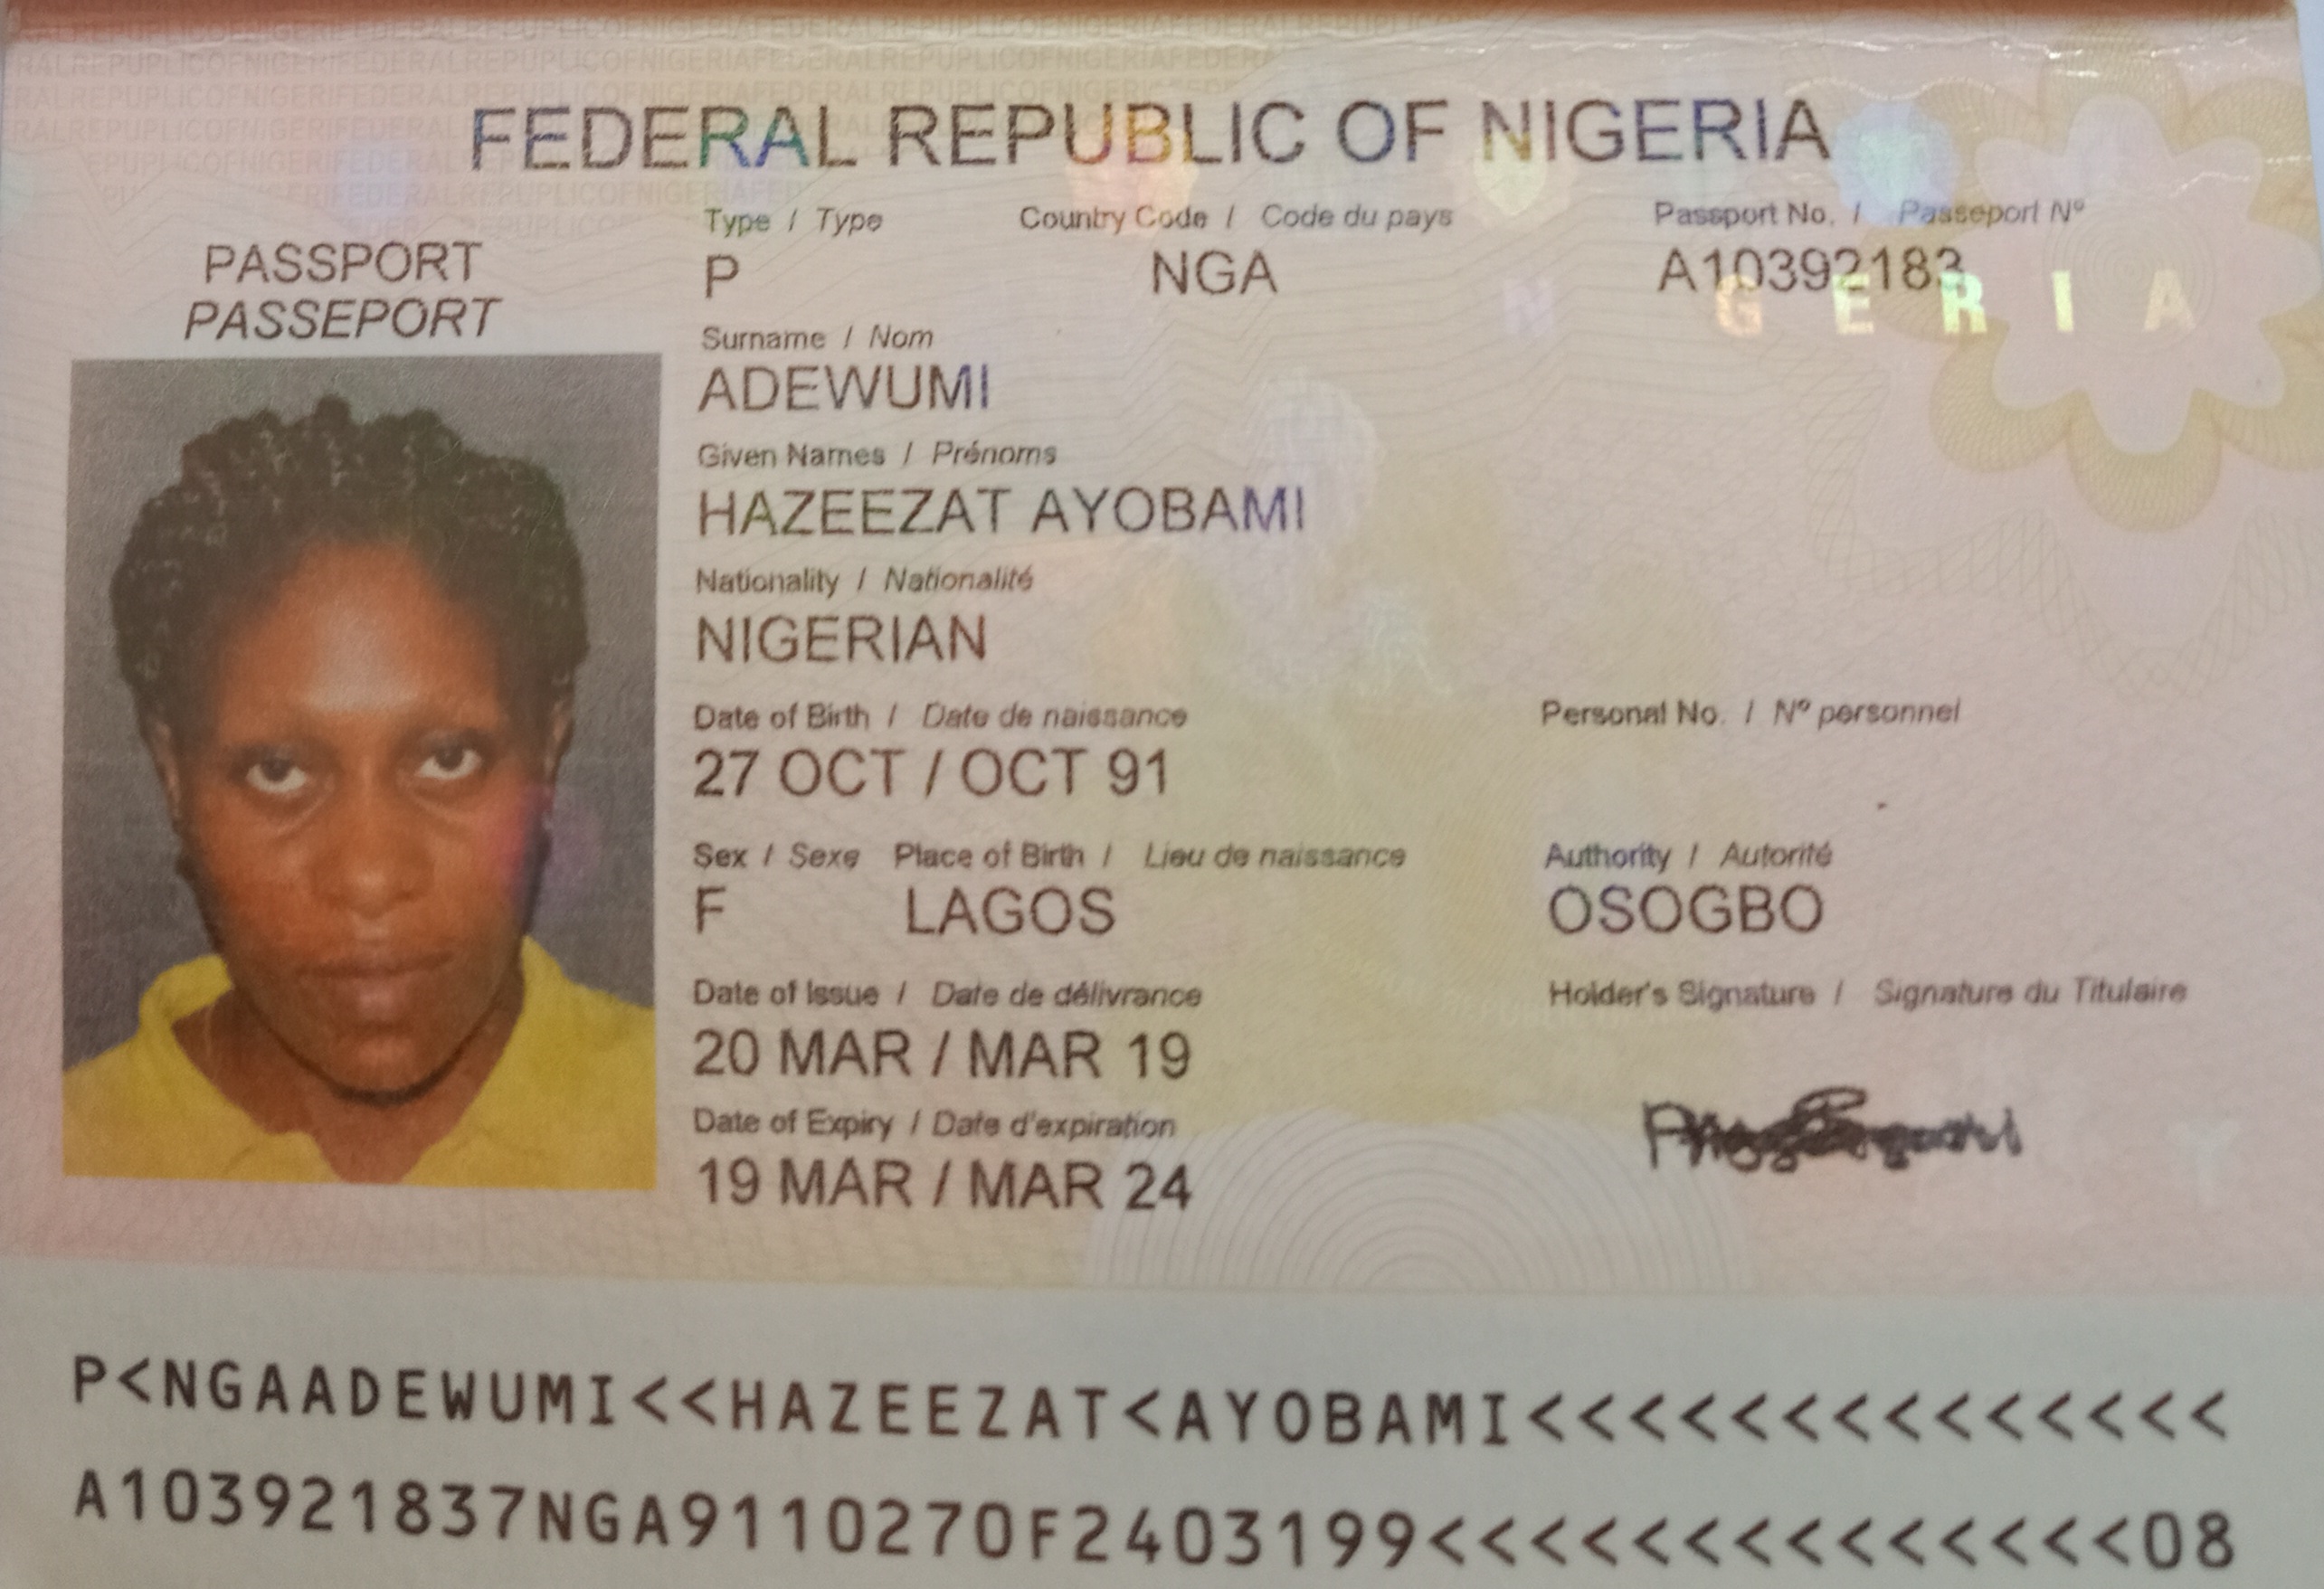 FEDERAL REPUBLIC OF NIGERIA
PASSPORT
PASSEPORT
Type / Type Country Code / Code du pays Passport No. / Passeport Nº
P NGA A10392183
N GERIA
Surname / Nom
ADEWUMI
Given Names / Prénoms
HAZEEZAT AYOBAMI
Nationality / Nationalité
NIGERIAN
Date of Birth / Date de naissance Personal No. / Nº personnel
27 OCT / OCT 91
Sex / Sexe Place of Birth / Lieu de naissance Authority / Autorité
F LAGOS OSOGBO
Date of Issue / Date de délivrance Holder's Signature / Signature du Titulaire
20 MAR / MAR 19
Date of Expiry / Date d'expiration
19 MAR / MAR 24
P<NGAADEWUMI<<HAZEEZAT<AYOBAMI<<<<<<<<<<<<<<
A103921837NGA9110270F2403199<<<<<<<<<<<<<<08